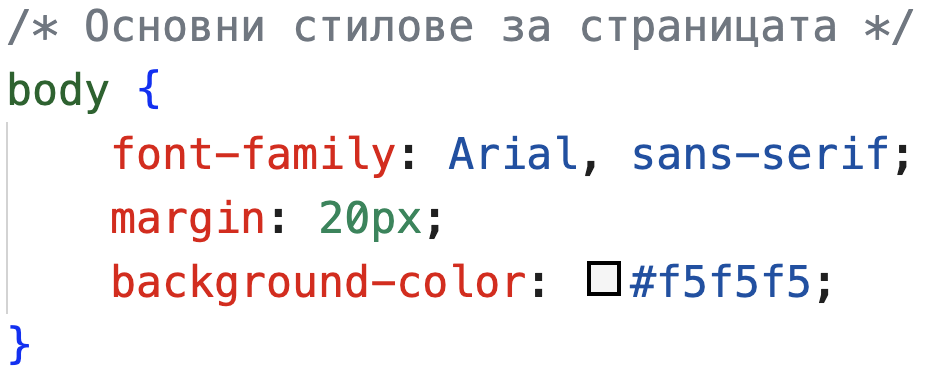 /* Основни стилове за страницата */
body {
    font-family: Arial, sans-serif;
    margin: 20px;
    background-color: #f5f5f5;
}